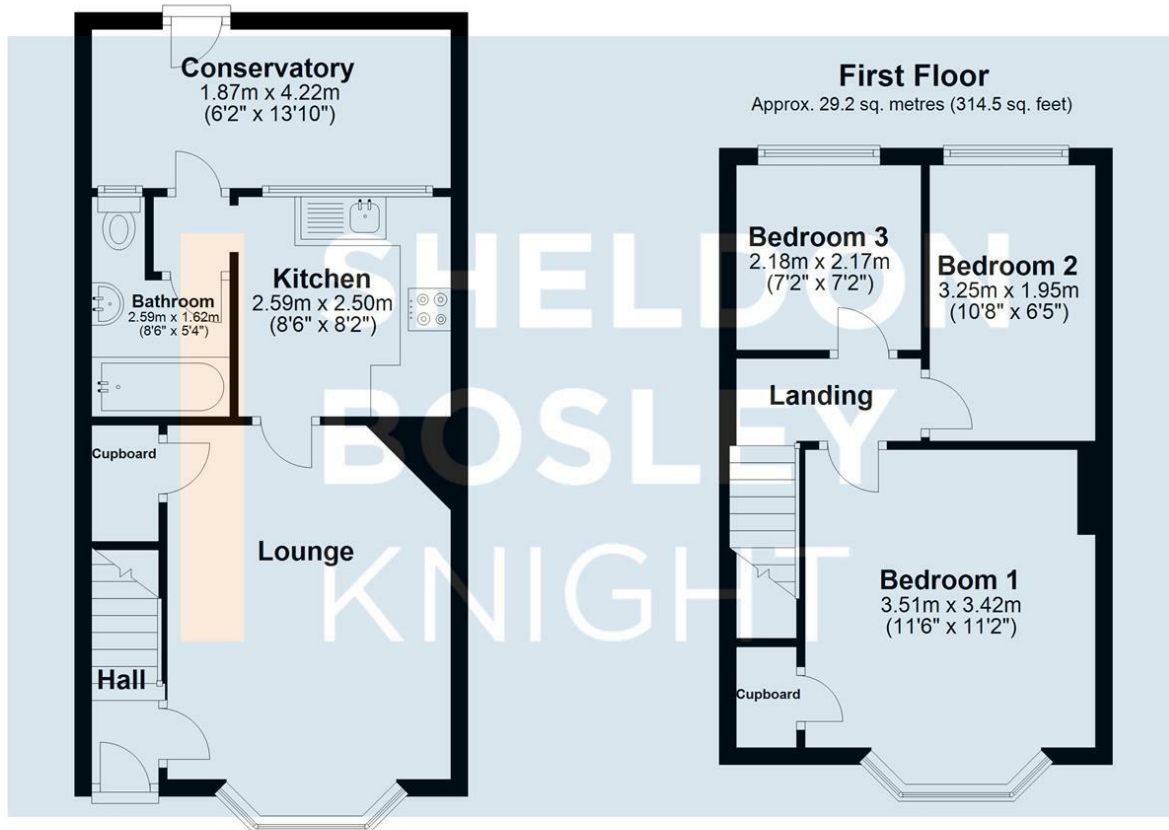 Conservatory
1.87m x 4.22m
(6'2" x 13'10")
Kitchen
2.59m x 2.50m
(8'6" x 8'2")
Bathroom
2.59m x 1.62m
(8'6" x 5'4")
Cupboard
Lounge
Hall
First Floor
Approx. 29.2 sq. metres (314.5 sq. feet)
Bedroom 3
2.18m x 2.17m
(7'2" x 7'2")
Bedroom 2
3.25m x 1.95m
(10'8" x 6'5")
Landing
Bedroom 1
3.51m x 3.42m
(11'6" x 11'2")
Cupboard
SHELDON
BOSLEY
KNIGHT